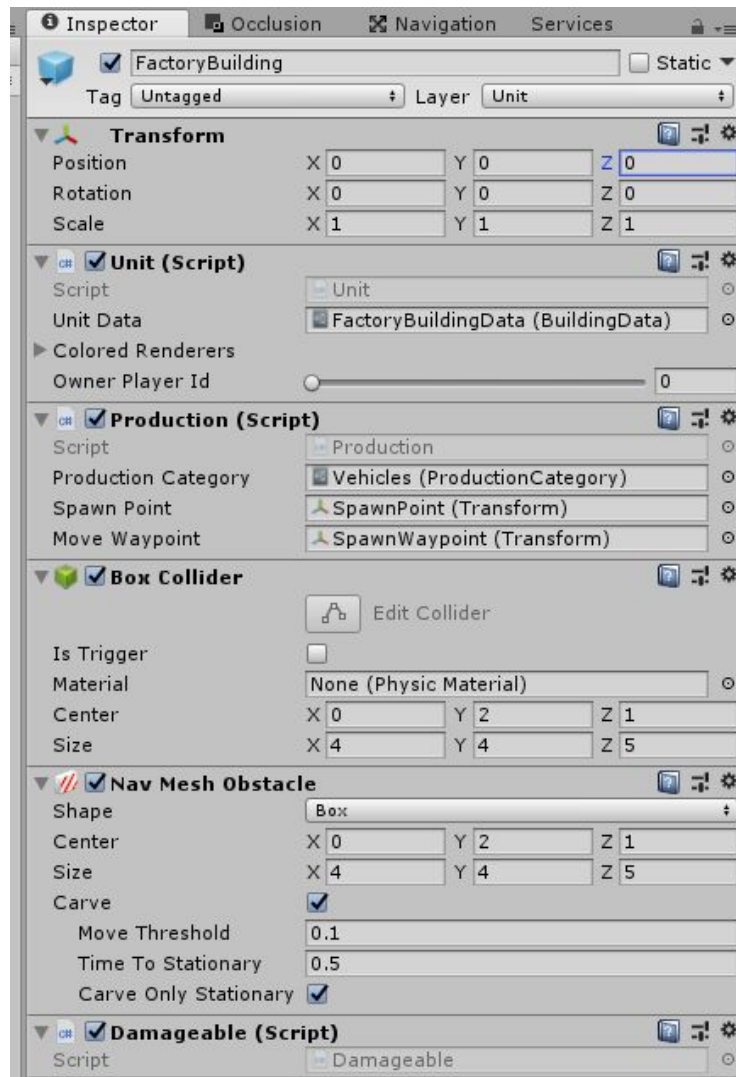 Inspector Occlusion Navigation Services
FactoryBuilding Static
Tag Untagged Layer Unit
Transform
Position X 0 Y 0 Z 0
Rotation X 0 Y 0 Z 0
Scale X 1 Y 1 Z 1
Unit (Script)
Script Unit
Unit Data FactoryBuildingData (BuildingData)
Colored Renderers
Owner Player Id 0
Production (Script)
Script Production
Production Category Vehicles (ProductionCategory)
Spawn Point SpawnPoint (Transform)
Move Waypoint SpawnWaypoint (Transform)
Box Collider
Edit Collider
Is Trigger
Material None (Physic Material)
Center X 0 Y 2 Z 1
Size X 4 Y 4 Z 5
Nav Mesh Obstacle
Shape Box
Center X 0 Y 2 Z 1
Size X 4 Y 4 Z 5
Carve
Move Threshold 0.1
Time To Stationary 0.5
Carve Only Stationary
Damageable (Script)
Script Damageable